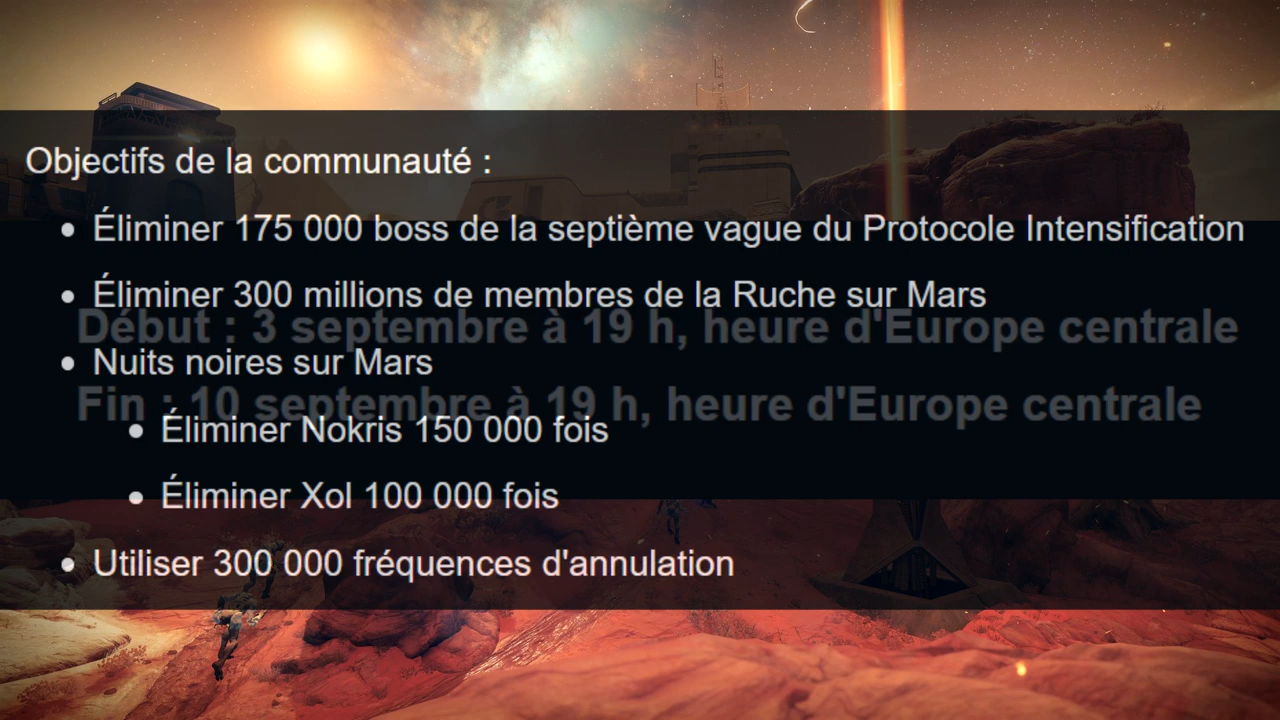 Objectifs de la communauté :
• Éliminer 175 000 boss de la septième vague du Protocole Intensification
• Éliminer 300 millions de membres de la Ruche sur Mars
Début : 3 septembre à 19 h, heure d'Europe centrale
• Nuits noires sur Mars
Fin : 10 septembre à 19 h, heure d'Europe centrale
• Éliminer Nokris 150 000 fois
• Éliminer Xol 100 000 fois
• Utiliser 300 000 fréquences d'annulation